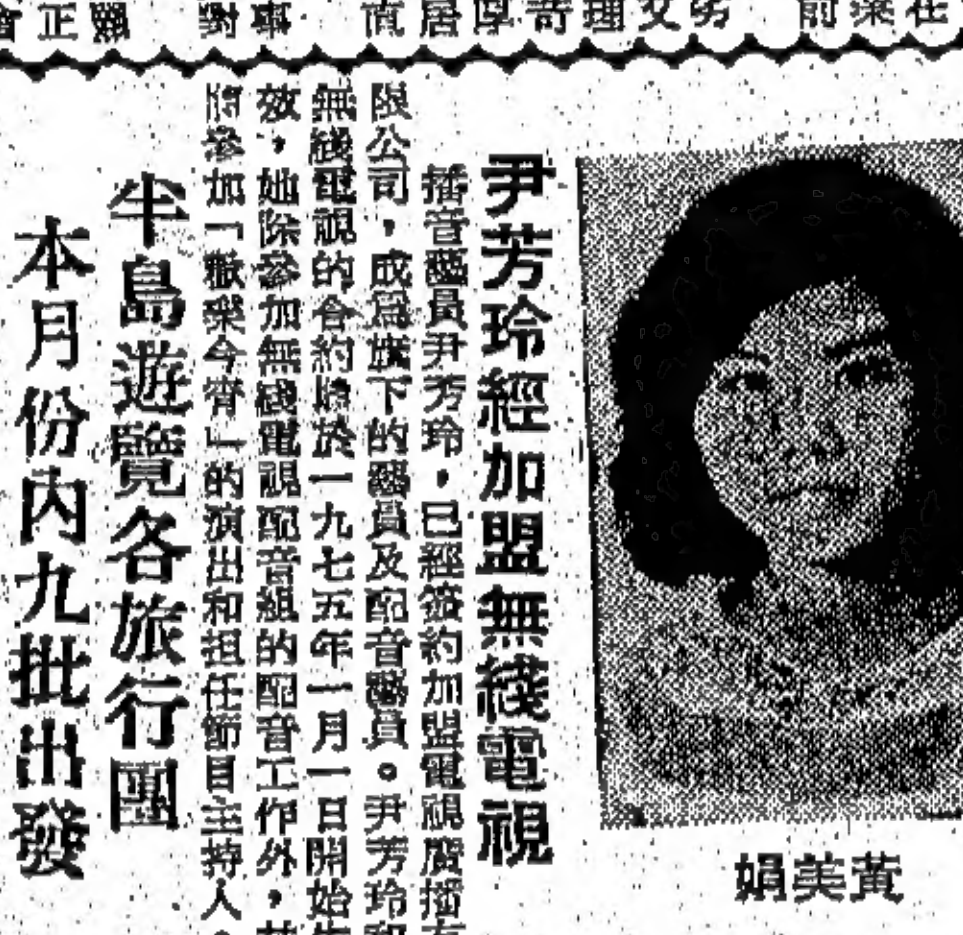 黃美娟
尹芳玲經加盟無綫電視
播音藝員尹芳玲，已經簽約加盟電視廣播有
限公司，成爲旗下的藝員及配音藝員。尹芳玲和
無綫電視的合約將於一九七五年一月一日開始生
效，她除參加無綫電視配音組的配音工作外，並
將參加「歡樂今宵」的演出和担任節目主持人。
半島遊覽各旅行團
本月份內九批出發